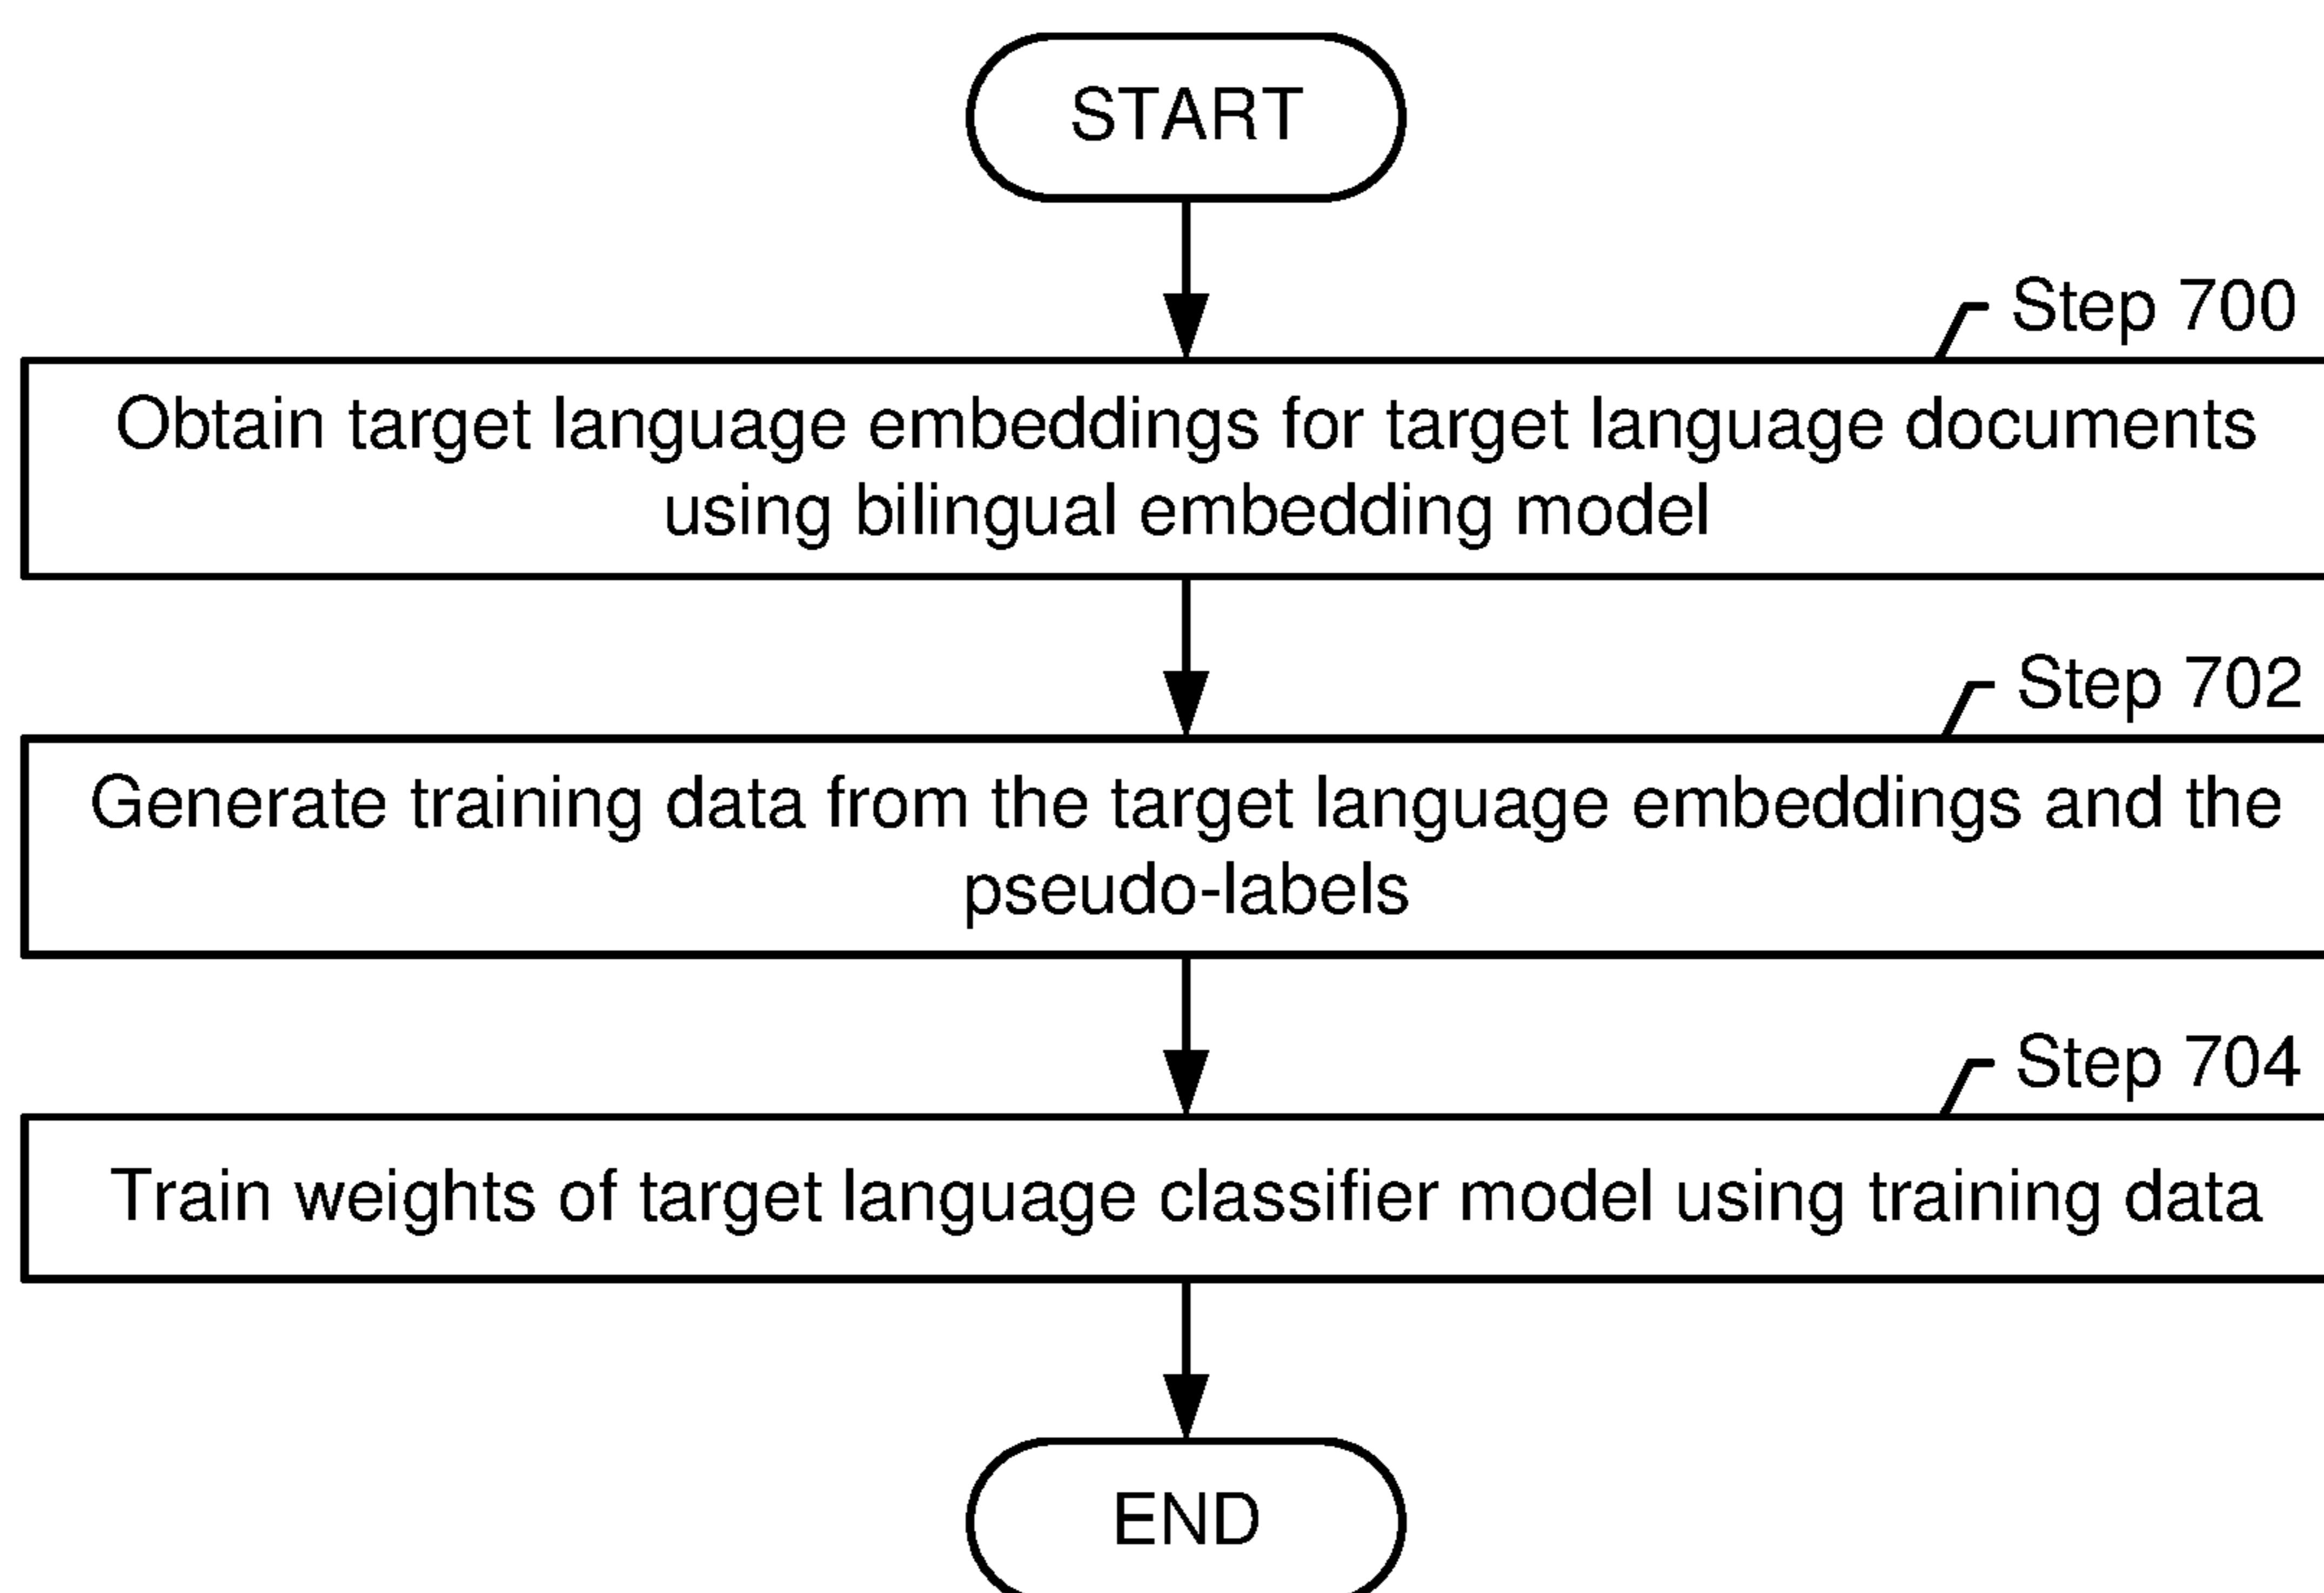 START
Step 700
Obtain target language embeddings for target language documents
using bilingual embedding model
Step 702
Generate training data from the target language embeddings and the
pseudo-labels
Step 704
Train weights of target language classifier model using training data
END